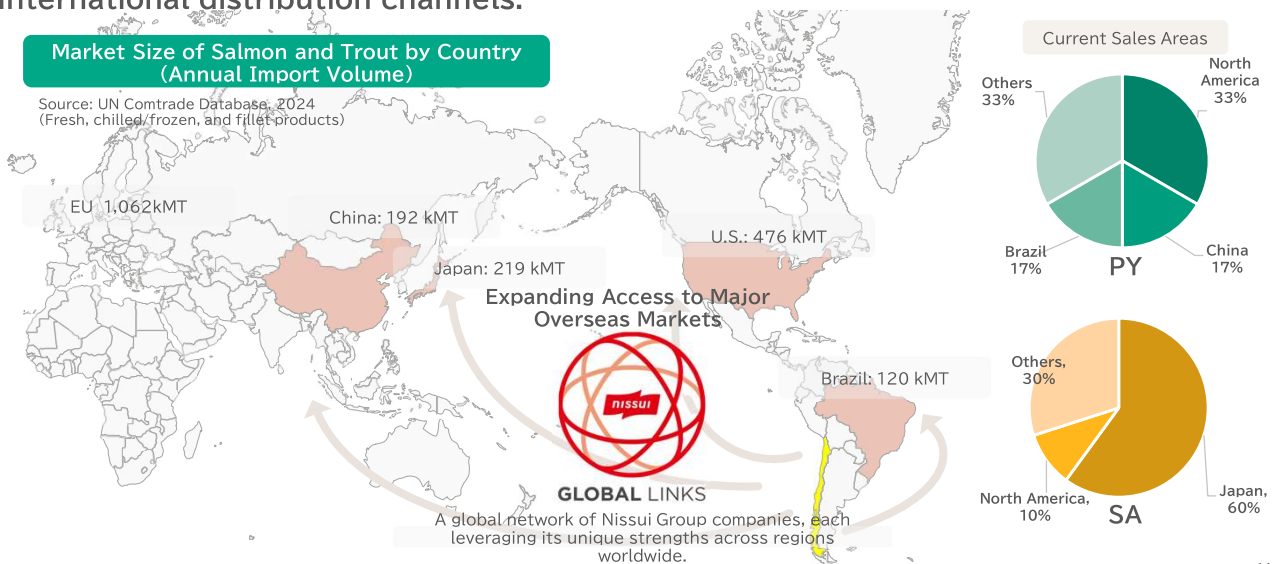 international distribution channels.
Market Size of Salmon and Trout by Country
(Annual Import Volume)
Source: UN Comtrade Database, 2024
(Fresh, chilled/frozen, and fillet products)
EU 1,062kMT
China: 192 kMT
Japan: 219 kMT
U.S.: 476 kMT
Brazil: 120 kMT
Expanding Access to Major
Overseas Markets
nissui
GLOBAL LINKS
A global network of Nissui Group companies, each
leveraging its unique strengths across regions
worldwide.
Current Sales Areas
North
America
33%
Others
33%
Brazil
17%
China
17%
PY
Others,
30%
North America,
10%
Japan,
60%
SA